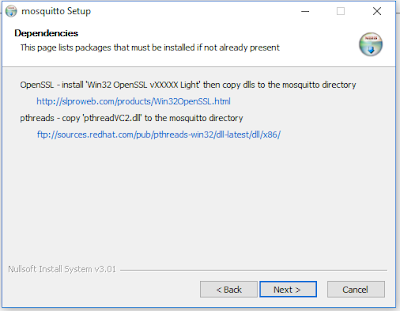 mosquitto Setup
Dependencies
This page lists packages that must be installed if not already present
OpenSSL - install 'Win32 OpenSSL vXXXXX Light' then copy dlls to the mosquitto directory
http://slproweb.com/products/Win32OpenSSL.html
pthreads - copy 'pthreadVC2.dll' to the mosquitto directory
ftp://sources.redhat.com/pub/pthreads-win32/dll-latest/dll/x86/
Nullsoft Install System v3.01
< Back Next > Cancel